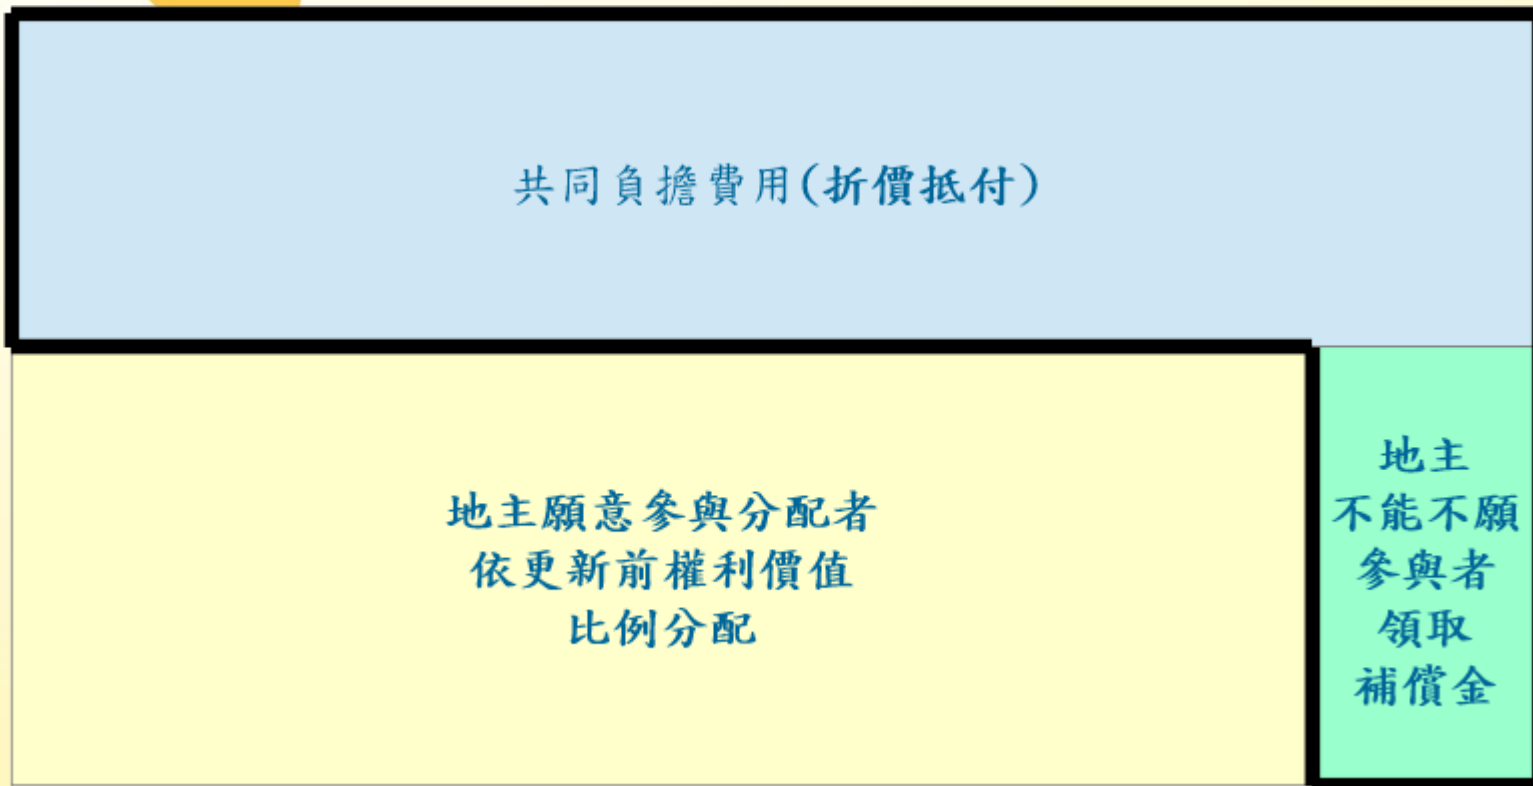 共同負擔費用(折價抵付)
地主願意參與分配者
依更新前權利價值
比例分配
地主
不能不願
參與者
領取
補償金